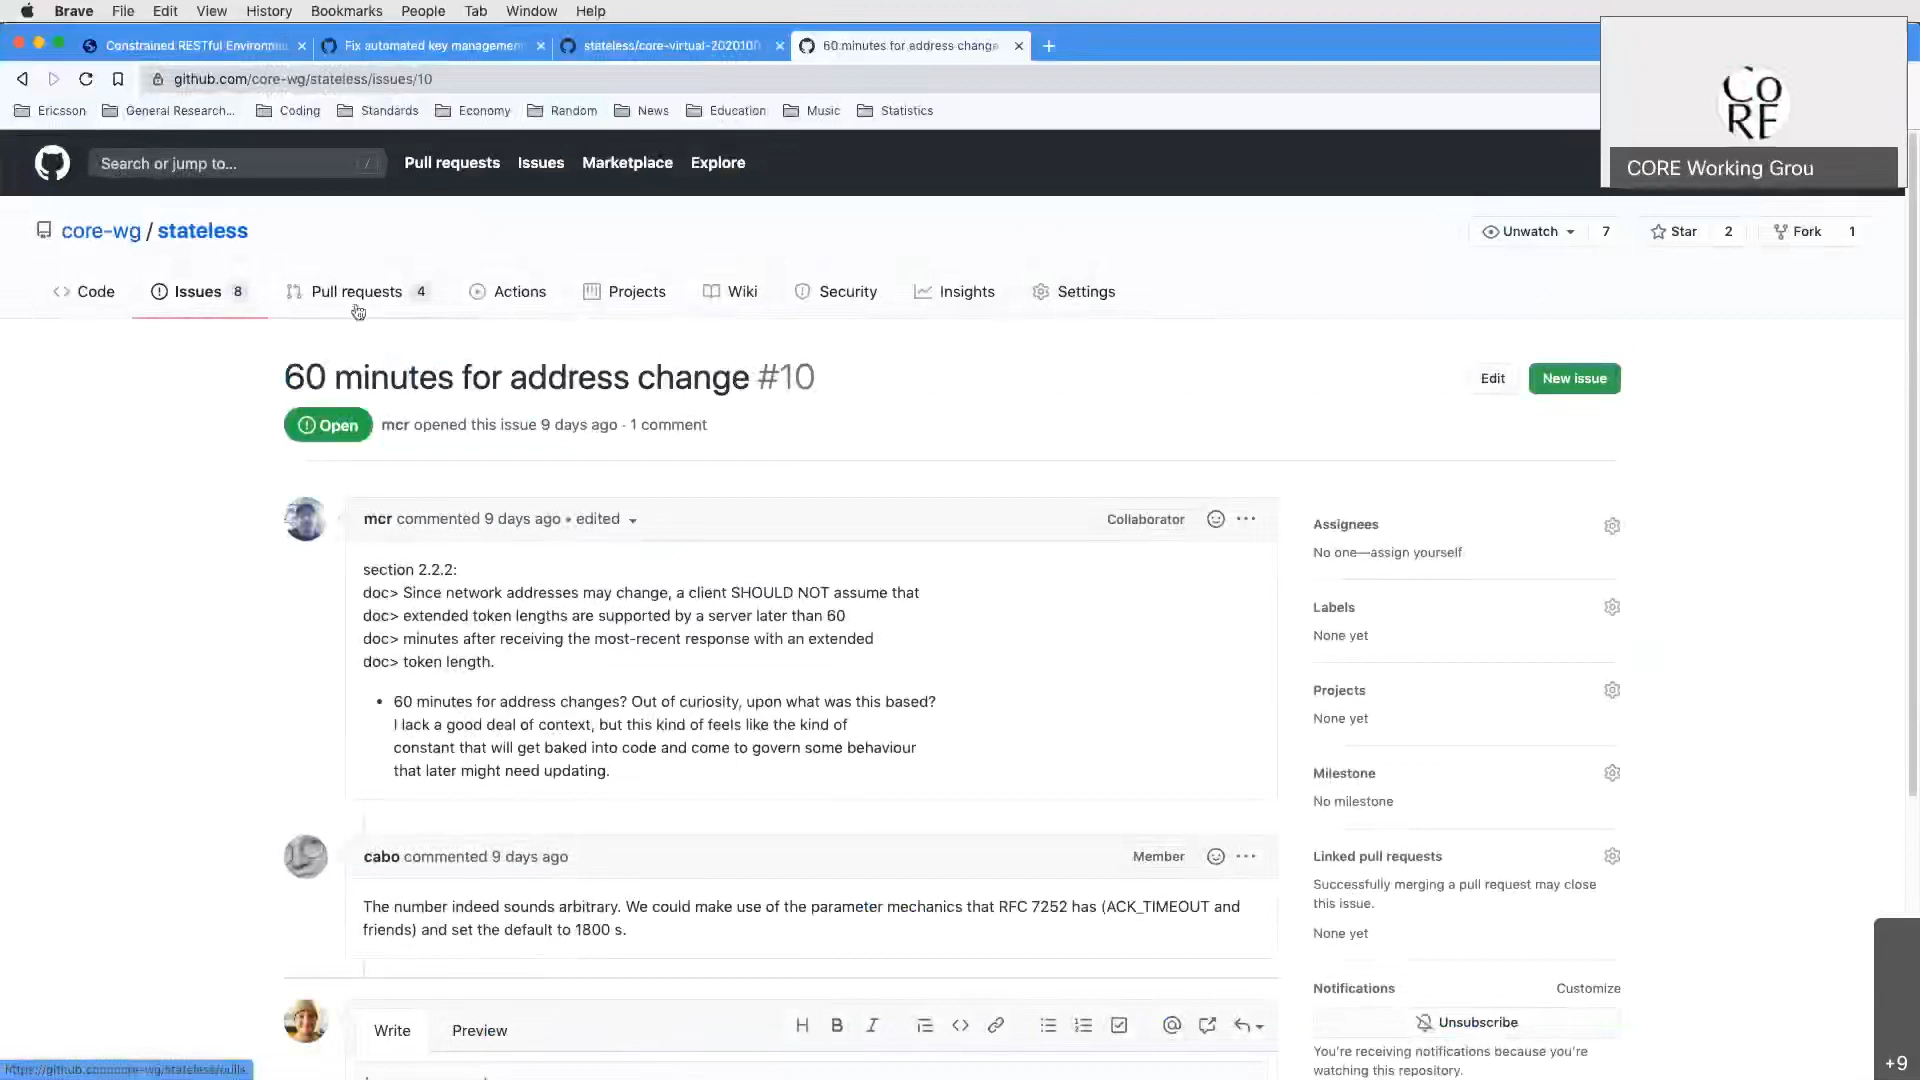 Brave File Edit View History Bookmarks People Tab Window Help
Constrained RESTful Environm Fix automated key managemen stateless/core-virtual-202010 60 minutes for address change
github.com/core-wg/stateless/issues/10
Ericsson General Research... Coding Standards Economy Random News Education Music Statistics
CORE
CORE Working Grou
Search or jump to... / Pull requests Issues Marketplace Explore
core-wg / stateless
Unwatch 7 Star 2 Fork 1
Code Issues 8 Pull requests 4 Actions Projects Wiki Security Insights Settings
60 minutes for address change #10
Edit New issue
Open mcr opened this issue 9 days ago · 1 comment
mcr commented 9 days ago • edited Collaborator
section 2.2.2:
doc> Since network addresses may change, a client SHOULD NOT assume that
doc> extended token lengths are supported by a server later than 60
doc> minutes after receiving the most-recent response with an extended
doc> token length.
• 60 minutes for address changes? Out of curiosity, upon what was this based?
I lack a good deal of context, but this kind of feels like the kind of
constant that will get baked into code and come to govern some behaviour
that later might need updating.
cabo commented 9 days ago Member
The number indeed sounds arbitrary. We could make use of the parameter mechanics that RFC 7252 has (ACK_TIMEOUT and
friends) and set the default to 1800 s.
Write Preview
Assignees
No one—assign yourself
Labels
None yet
Projects
None yet
Milestone
No milestone
Linked pull requests
Successfully merging a pull request may close
this issue.
None yet
Notifications Customize
Unsubscribe
You're receiving notifications because you're
watching this repository.
+9